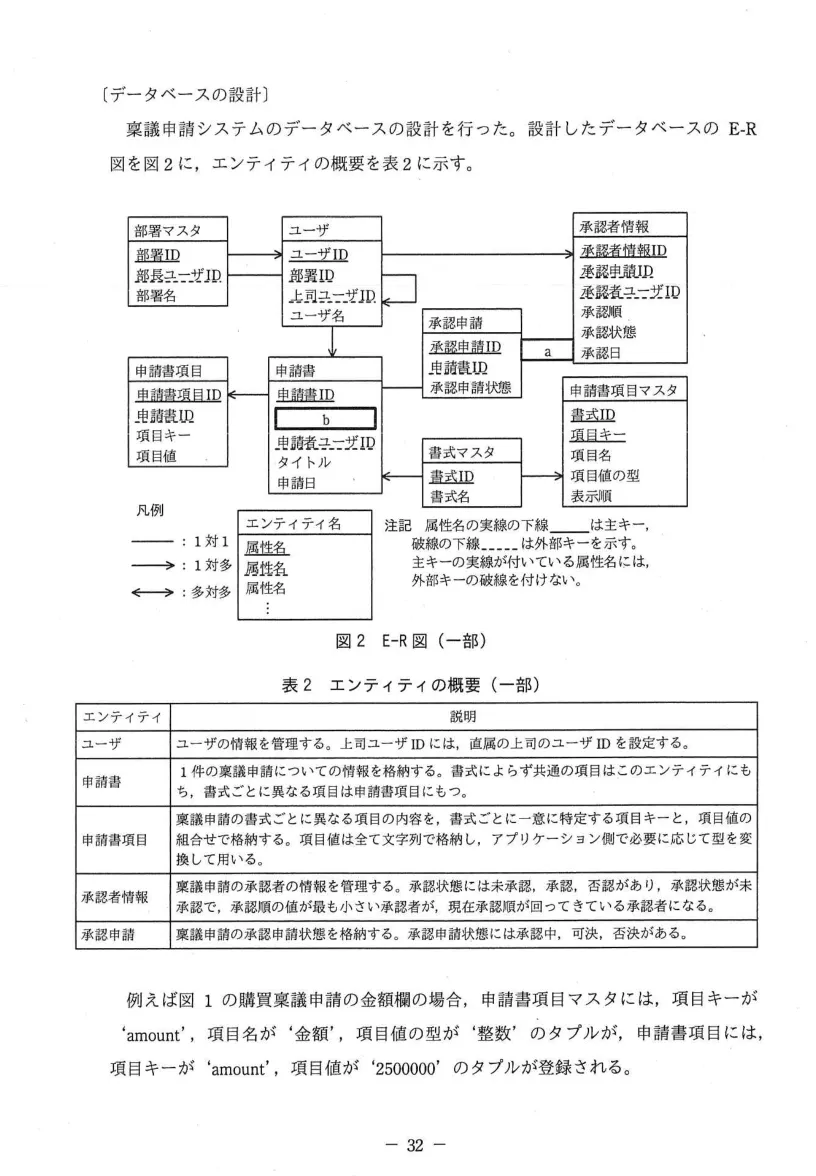 〔データベースの設計〕
稟議申請システムのデータベースの設計を行った。設計したデータベースの E-R
図を図2に，エンティティの概要を表2に示す。
部署マスタ
部署ID
部長ユーザID
部署名
ユーザ
ユーザID
部署ID
上司ユーザID
ユーザ名
承認者情報
承認者情報ID
承認申請ID
承認者ユーザID
承認順
承認状態
承認日
承認申請
承認申請ID
申請書ID
承認申請状態
a
申請書項目
申請書項目ID
申請書ID
項目キー
項目値
申請書
申請書ID
b
申請者ユーザID
タイトル
申請日
書式マスタ
書式ID
書式名
申請書項目マスタ
書式ID
項目キー
項目名
項目値の型
表示順
凡例
：1対1
：1対多
：多対多
エンティティ名
属性名
属性名
属性名
⋮
注記 属性名の実線の下線　　は主キー，
破線の下線　　は外部キーを示す。
主キーの実線が付いている属性名には，
外部キーの破線を付けない。
図2 E-R図（一部）
表2 エンティティの概要（一部）
エンティティ 説明
ユーザ ユーザの情報を管理する。上司ユーザIDには，直属の上司のユーザIDを設定する。
申請書 1件の稟議申請についての情報を格納する。書式によらず共通の項目はこのエンティティにも
ち，書式ごとに異なる項目は申請書項目にもつ。
申請書項目 稟議申請の書式ごとに異なる項目の内容を，書式ごとに一意に特定する項目キーと，項目値の
組合せで格納する。項目値は全て文字列で格納し，アプリケーション側で必要に応じて型を変
換して用いる。
承認者情報 稟議申請の承認者の情報を管理する。承認状態には未承認，承認，否認があり，承認状態が未
承認で，承認順の値が最も小さい承認者が，現在承認順が回ってきている承認者になる。
承認申請 稟議申請の承認申請状態を格納する。承認申請状態には承認中，可決，否決がある。
例えば図 1 の購買稟議申請の金額欄の場合，申請書項目マスタには，項目キーが
‘amount’，項目名が‘金額’，項目値の型が‘整数’のタプルが，申請書項目には，
項目キーが‘amount’，項目値が‘2500000’のタプルが登録される。
－ 32 －